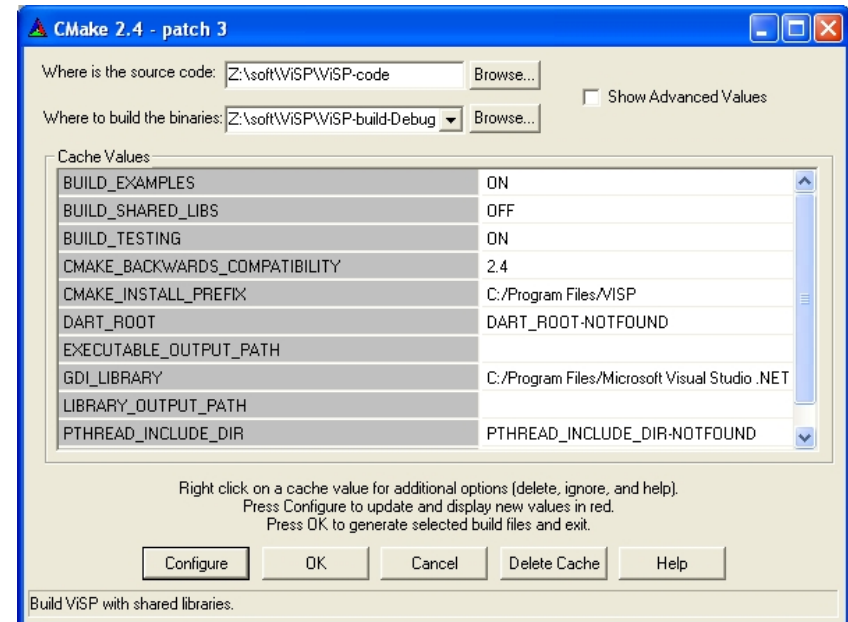 CMake 2.4 - patch 3
Where is the source code: Z:\soft\ViSP\ViSP-code Browse...
Show Advanced Values
Where to build the binaries: Z:\soft\ViSP\ViSP-build-Debug Browse...
Cache Values
BUILD_EXAMPLES ON
BUILD_SHARED_LIBS OFF
BUILD_TESTING ON
CMAKE_BACKWARDS_COMPATIBILITY 2.4
CMAKE_INSTALL_PREFIX C:/Program Files/VISP
DART_ROOT DART_ROOT-NOTFOUND
EXECUTABLE_OUTPUT_PATH
GDI_LIBRARY C:/Program Files/Microsoft Visual Studio .NET
LIBRARY_OUTPUT_PATH
PTHREAD_INCLUDE_DIR PTHREAD_INCLUDE_DIR-NOTFOUND
Right click on a cache value for additional options (delete, ignore, and help).
Press Configure to update and display new values in red.
Press OK to generate selected build files and exit.
Configure OK Cancel Delete Cache Help
Build ViSP with shared libraries.